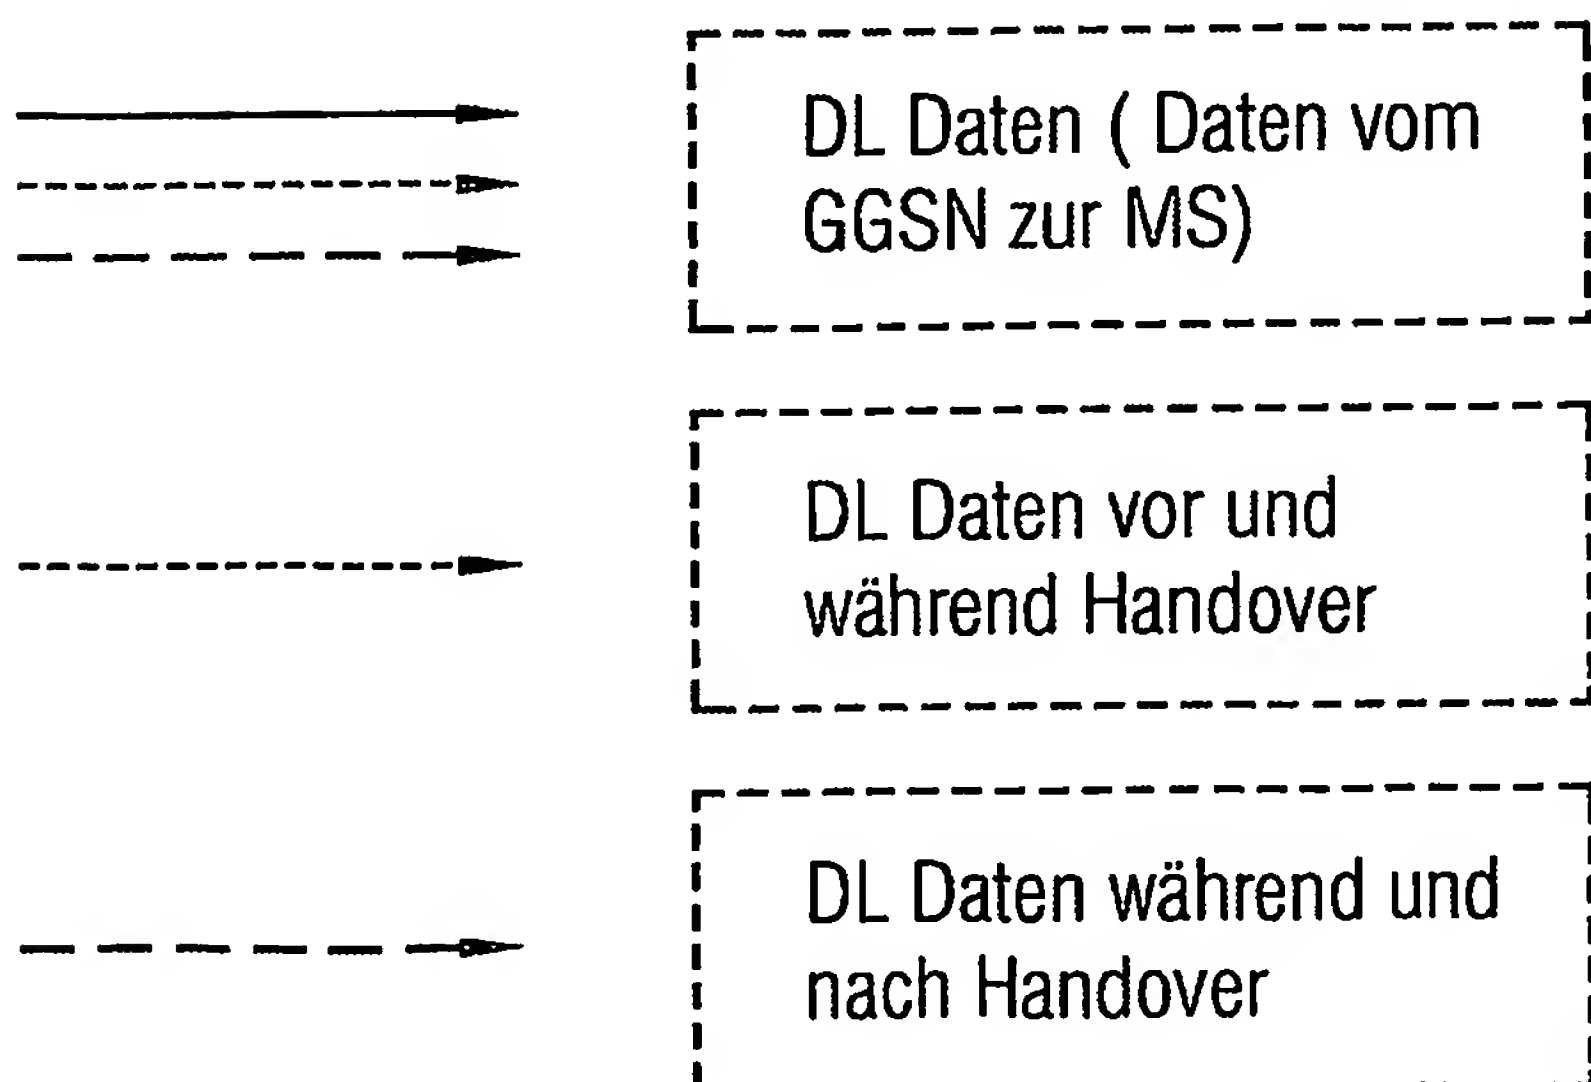 DL Daten ( Daten vom
GGSN zur MS)
DL Daten vor und
während Handover
DL Daten während und
nach Handover